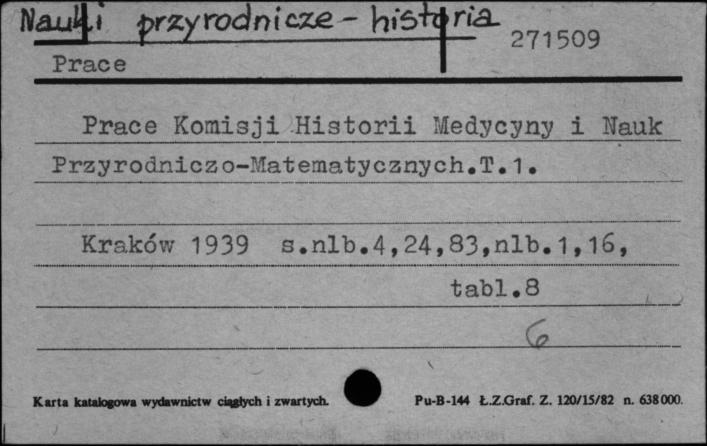 Nauki przyrodnicze - historia
271509
Prace
Prace Komisji Historii Medycyny i Nauk
Przyrodniczo-Matematycznych.T.1.
Kraków 1939 s.nlb.4,24,83,nlb.1,16,
tabl.8
6
Karta katalogowa wydawnictw ciągłych i zwartych. Pu-B-144 Ł.Z.Graf. Z. 120/15/82 n. 638000.